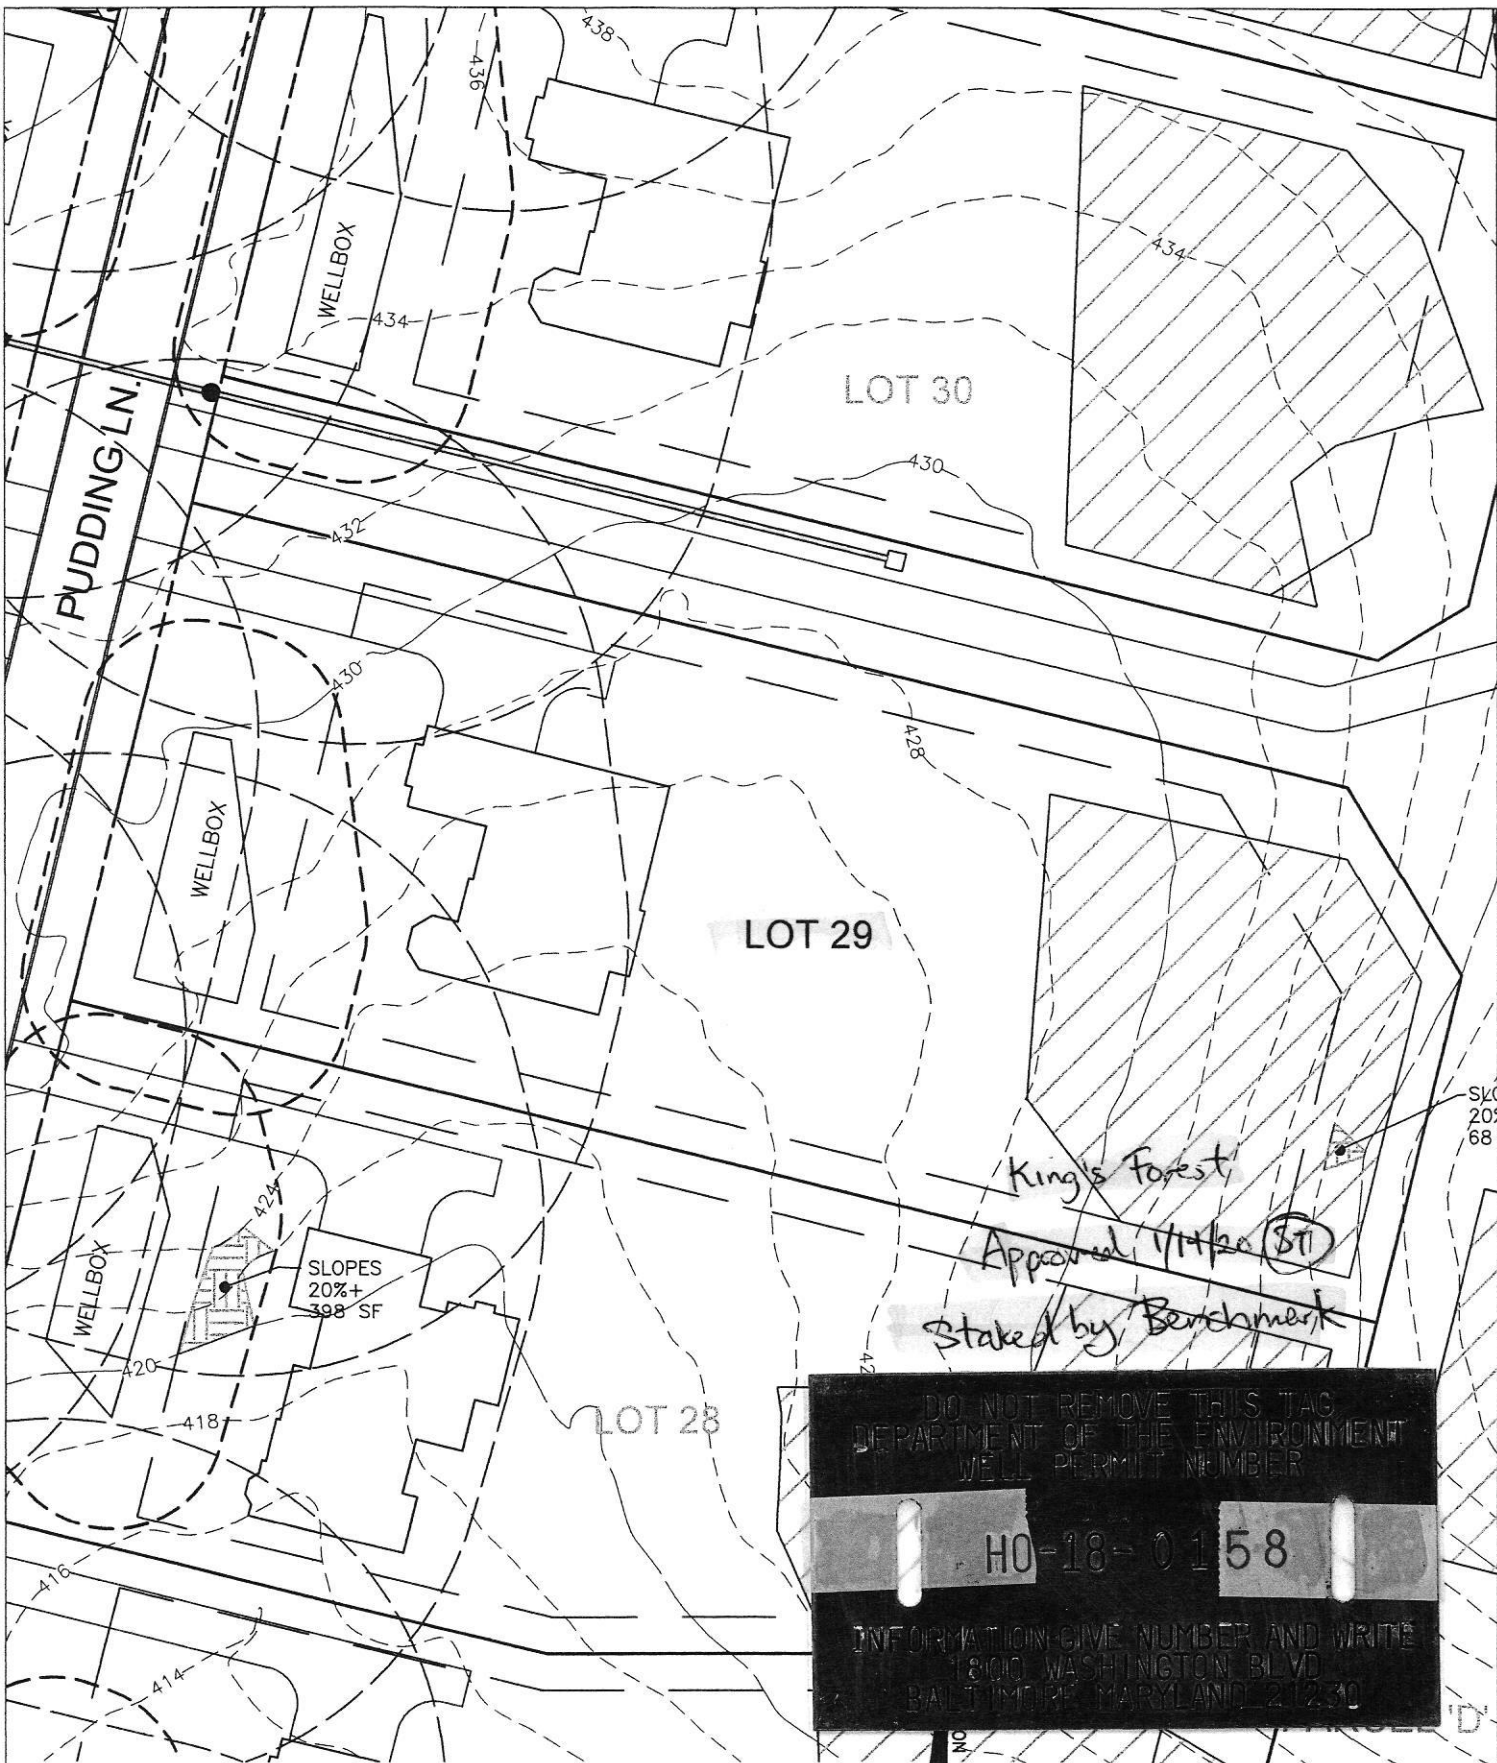 438
436
434
WELLBOX
434
LOT 30
PUDDING LN.
430
432
430
428
WELLBOX
LOT 29
SLO
20%
68
King's Forest
Approved 1/14/20 ST
Staked by Benchmark
424
SLOPES
20%+
398 SF
WELLBOX
420
418
LOT 28
DO NOT REMOVE THIS TAG
DEPARTMENT OF THE ENVIRONMENT
WELL PERMIT NUMBER
HO-18-0158
INFORMATION GIVE NUMBER AND WRITE
1800 WASHINGTON BLVD
BALTIMORE MARYLAND 21230
416
414
'D'